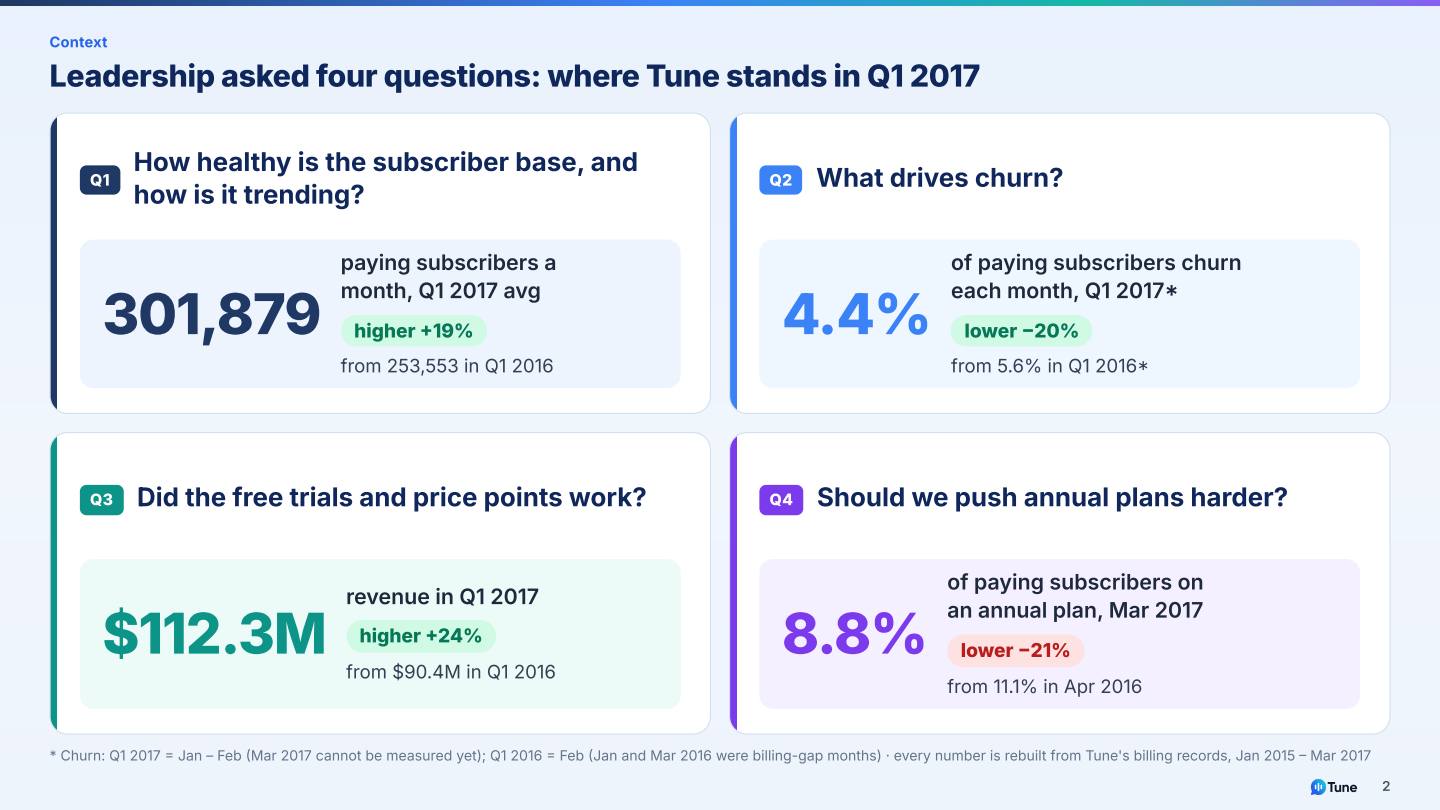 Context
Leadership asked four questions: where Tune stands in Q1 2017
Q1
How healthy is the subscriber base, and
how is it trending?
301,879
paying subscribers a
month, Q1 2017 avg
higher +19%
from 253,553 in Q1 2016
Q2
What drives churn?
4.4%
of paying subscribers churn
each month, Q1 2017*
lower −20%
from 5.6% in Q1 2016*
Q3
Did the free trials and price points work?
$112.3M
revenue in Q1 2017
higher +24%
from $90.4M in Q1 2016
Q4
Should we push annual plans harder?
8.8%
of paying subscribers on
an annual plan, Mar 2017
lower −21%
from 11.1% in Apr 2016
* Churn: Q1 2017 = Jan – Feb (Mar 2017 cannot be measured yet); Q1 2016 = Feb (Jan and Mar 2016 were billing-gap months) · every number is rebuilt from Tune's billing records, Jan 2015 – Mar 2017
Tune
2